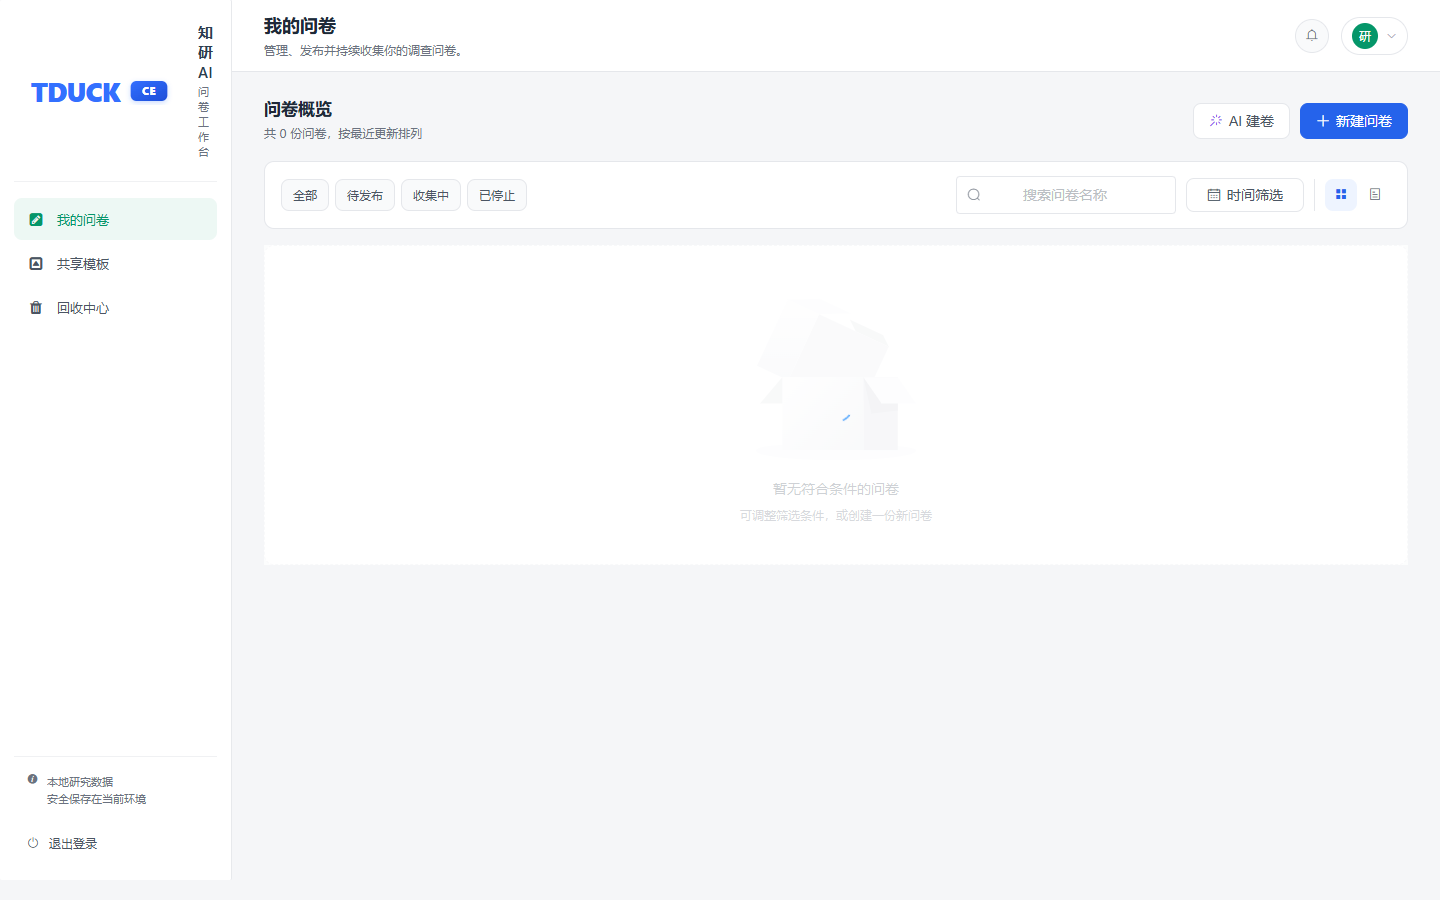 TDUCK CE
知研 AI
问卷工作台
我的问卷
共享模板
回收中心
本地研究数据
安全保存在当前环境
退出登录
我的问卷
管理、发布并持续收集你的调查问卷。
研
问卷概览
共 0 份问卷，按最近更新排列
AI 建卷
新建问卷
全部
待发布
收集中
已停止
搜索问卷名称
时间筛选
暂无符合条件的问卷
可调整筛选条件，或创建一份新问卷